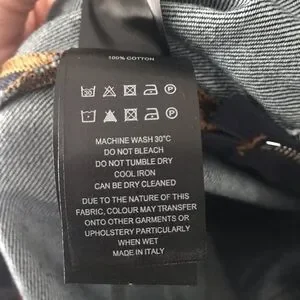 100% COTTON
30 P
P
MACHINE WASH 30°C
DO NOT BLEACH
DO NOT TUMBLE DRY
COOL IRON
CAN BE DRY CLEANED
DUE TO THE NATURE OF THIS
FABRIC, COLOUR MAY TRANSFER
ONTO OTHER GARMENTS OR
UPHOLSTERY PARTICULARLY
WHEN WET
MADE IN ITALY